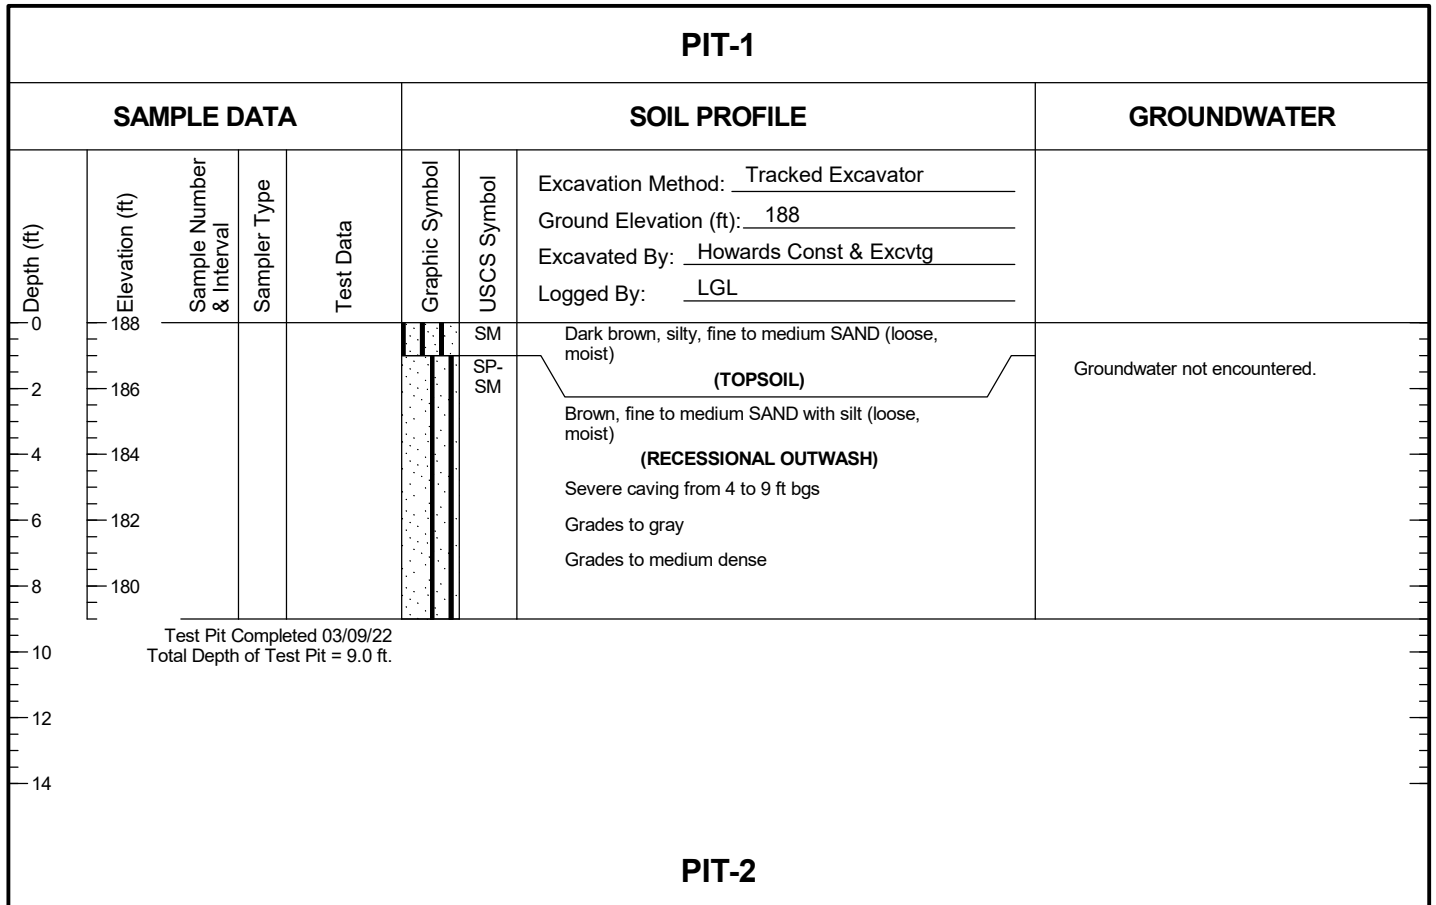 PIT-1
SAMPLE DATA
SOIL PROFILE
GROUNDWATER
Depth (ft)
Elevation (ft)
Sample Number
& Interval
Sampler Type
Test Data
Graphic Symbol
USCS Symbol
Excavation Method: Tracked Excavator
Ground Elevation (ft): 188
Excavated By: Howards Const & Excvtg
Logged By: LGL
0
2
4
6
8
10
12
14
188
186
184
182
180
SM
SP-
SM
Dark brown, silty, fine to medium SAND (loose,
moist)
(TOPSOIL)
Brown, fine to medium SAND with silt (loose,
moist)
(RECESSIONAL OUTWASH)
Severe caving from 4 to 9 ft bgs
Grades to gray
Grades to medium dense
Groundwater not encountered.
Test Pit Completed 03/09/22
Total Depth of Test Pit = 9.0 ft.
PIT-2